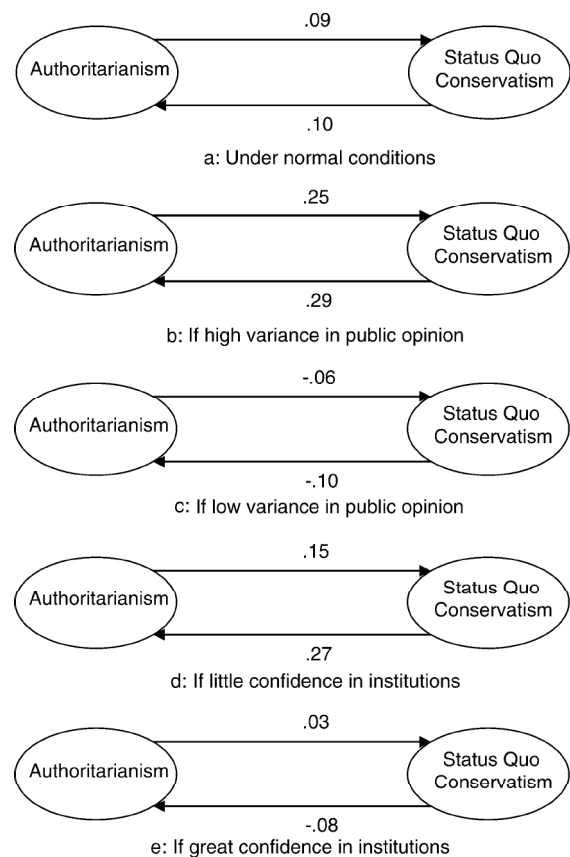 .09
Authoritarianism
Status Quo
Conservatism
.10
a: Under normal conditions
.25
Authoritarianism
Status Quo
Conservatism
.29
b: If high variance in public opinion
-.06
Authoritarianism
Status Quo
Conservatism
-.10
c: If low variance in public opinion
.15
Authoritarianism
Status Quo
Conservatism
.27
d: If little confidence in institutions
.03
Authoritarianism
Status Quo
Conservatism
-.08
e: If great confidence in institutions